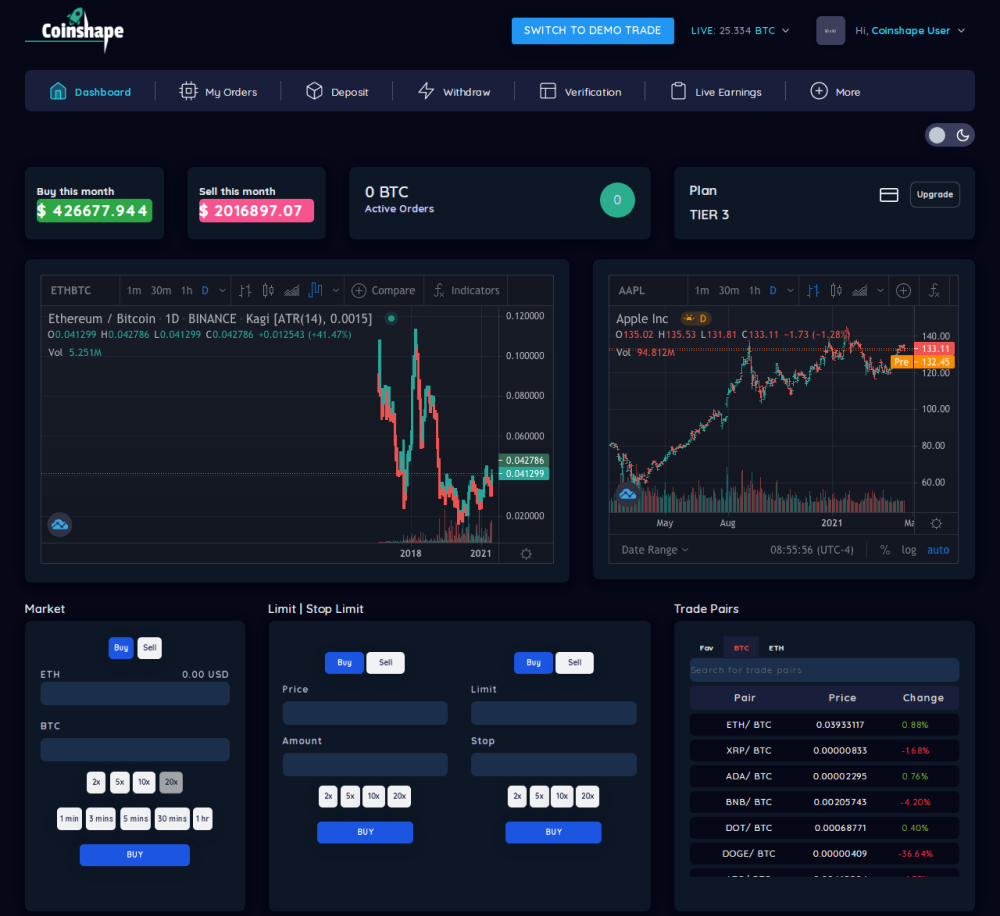 Coinshape
SWITCH TO DEMO TRADE
LIVE: 25.334 BTC
Hi, Coinshape User
Dashboard
My Orders
Deposit
Withdraw
Verification
Live Earnings
More
Buy this month
$ 426677.944
Sell this month
$ 2016897.07
0 BTC
Active Orders
0
Plan
TIER 3
Upgrade
ETHBTC 1m 30m 1h D Compare Indicators
Ethereum / Bitcoin · 1D · BINANCE · Kagi [ATR(14), 0.0015]
O0.041299 H0.042786 L0.041299 C0.042786 +0.012543 (+41.47%)
Vol 5.251M
0.120000
0.100000
0.080000
0.060000
0.042786
0.041299
0.020000
2018 2021
AAPL 1m 30m 1h D
Apple Inc D
O135.02 H135.53 L131.81 C133.11 −1.73 (−1.28%)
Vol 94.812M
140.00
133.11
Pre 132.45
120.00
100.00
80.00
60.00
May Aug 2021
Date Range 08:55:56 (UTC-4) % log auto
Market
Buy Sell
ETH 0.00 USD
BTC
2x 5x 10x 20x
1 min 3 mins 5 mins 30 mins 1 hr
BUY
Limit | Stop Limit
Buy Sell
Price
Amount
2x 5x 10x 20x
BUY
Buy Sell
Limit
Stop
2x 5x 10x 20x
BUY
Trade Pairs
Fav BTC ETH
Search for trade pairs
Pair Price Change
ETH/ BTC 0.03933117 0.88%
XRP/ BTC 0.00000833 -1.68%
ADA/ BTC 0.00002295 0.76%
BNB/ BTC 0.00205743 -4.20%
DOT/ BTC 0.00068771 0.40%
DOGE/ BTC 0.00000409 -36.64%